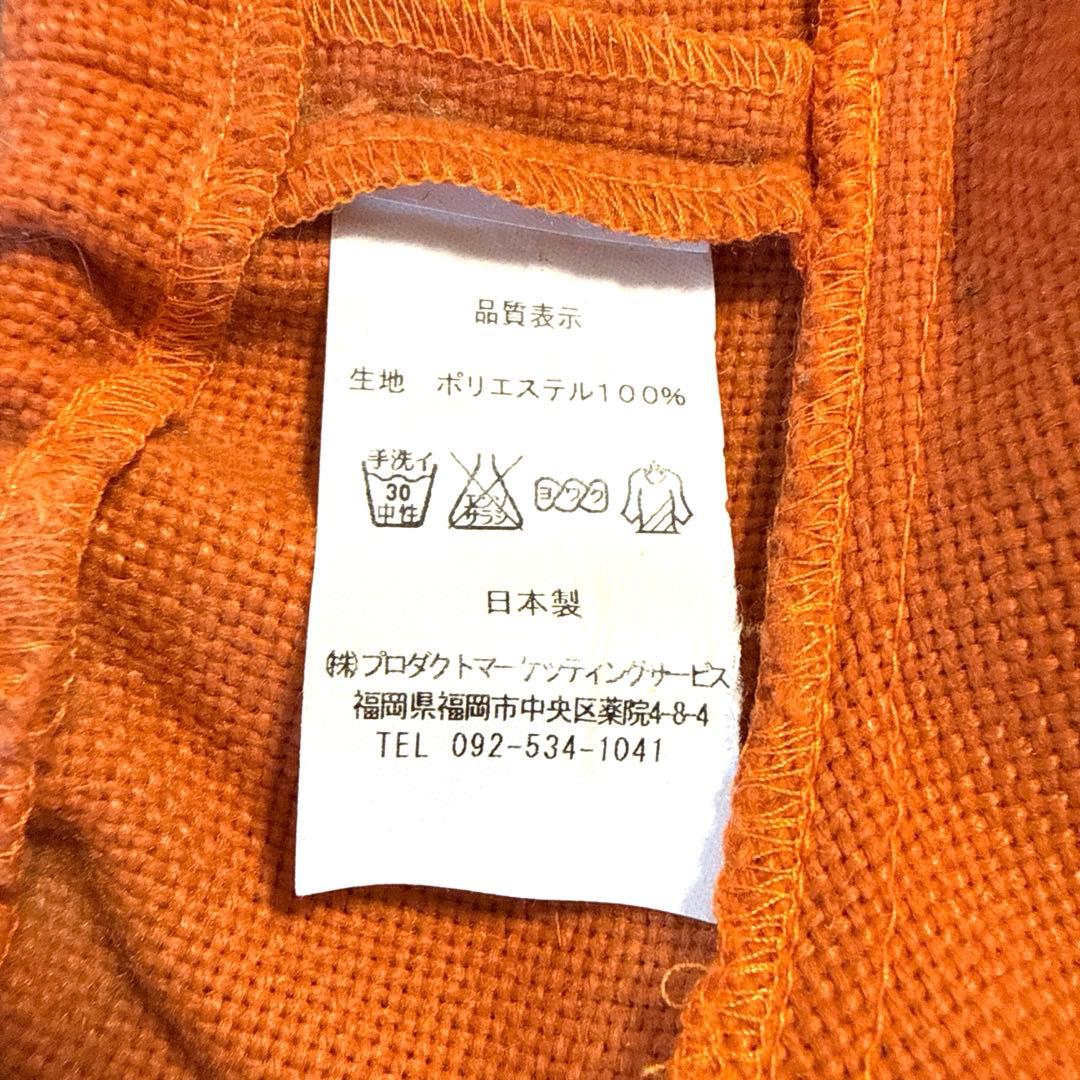 品質表示
生地　ポリエステル100%
手洗イ
30
中性
エンソ
サラシ
ヨワク
日本製
㈱プロダクトマーケッティングサービス
福岡県福岡市中央区薬院4-8-4
TEL 092-534-1041